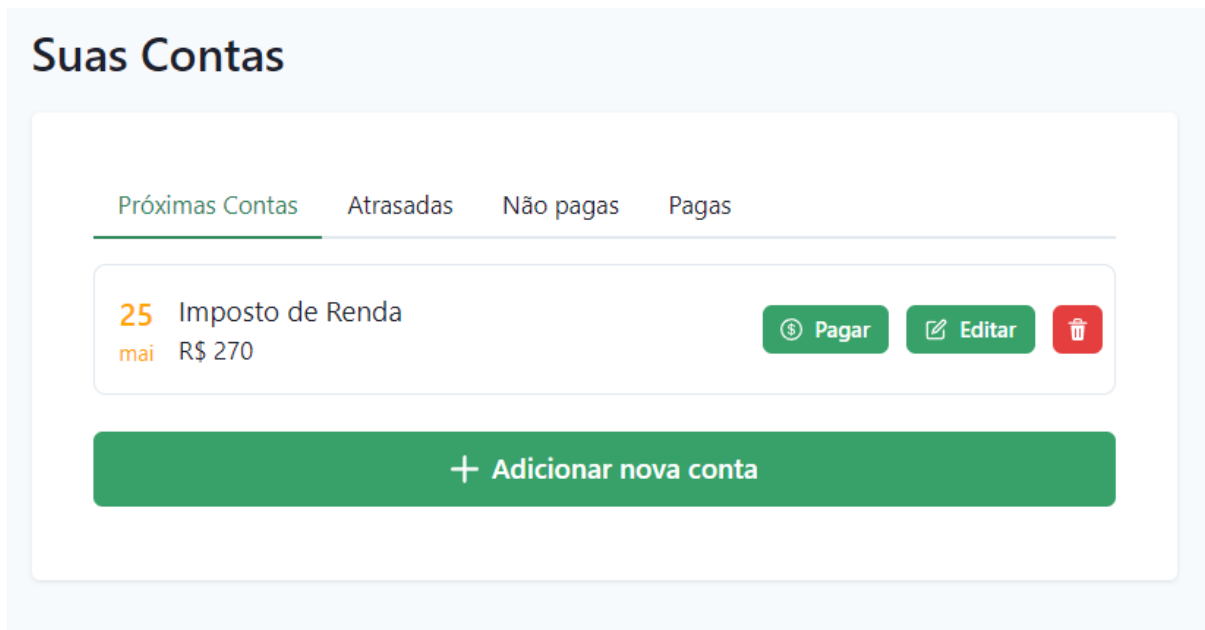 Suas Contas
Próximas Contas Atrasadas Não pagas Pagas
25 Imposto de Renda
mai R$ 270
Pagar Editar
Adicionar nova conta